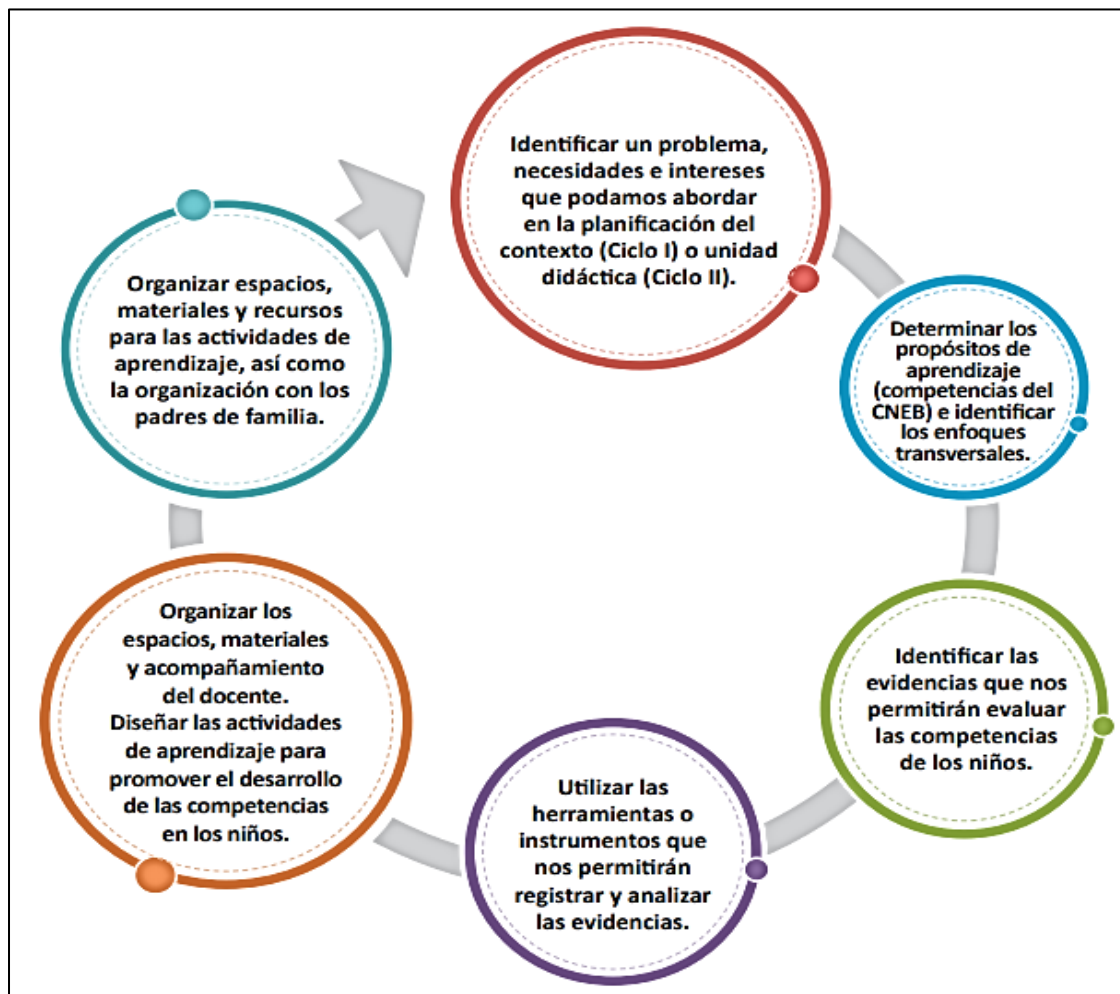 Identificar un problema,
necesidades e intereses
que podamos abordar
en la planificación del
contexto (Ciclo I) o unidad
didáctica (Ciclo II).
Determinar los
propósitos de
aprendizaje
(competencias del
CNEB) e identificar
los enfoques
transversales.
Identificar las
evidencias que nos
permitirán evaluar
las competencias
de los niños.
Utilizar las
herramientas o
instrumentos que
nos permitirán
registrar y analizar
las evidencias.
Organizar los
espacios, materiales
y acompañamiento
del docente.
Diseñar las actividades
de aprendizaje para
promover el desarrollo
de las competencias
en los niños.
Organizar espacios,
materiales y recursos
para las actividades de
aprendizaje, así como
la organización con los
padres de familia.